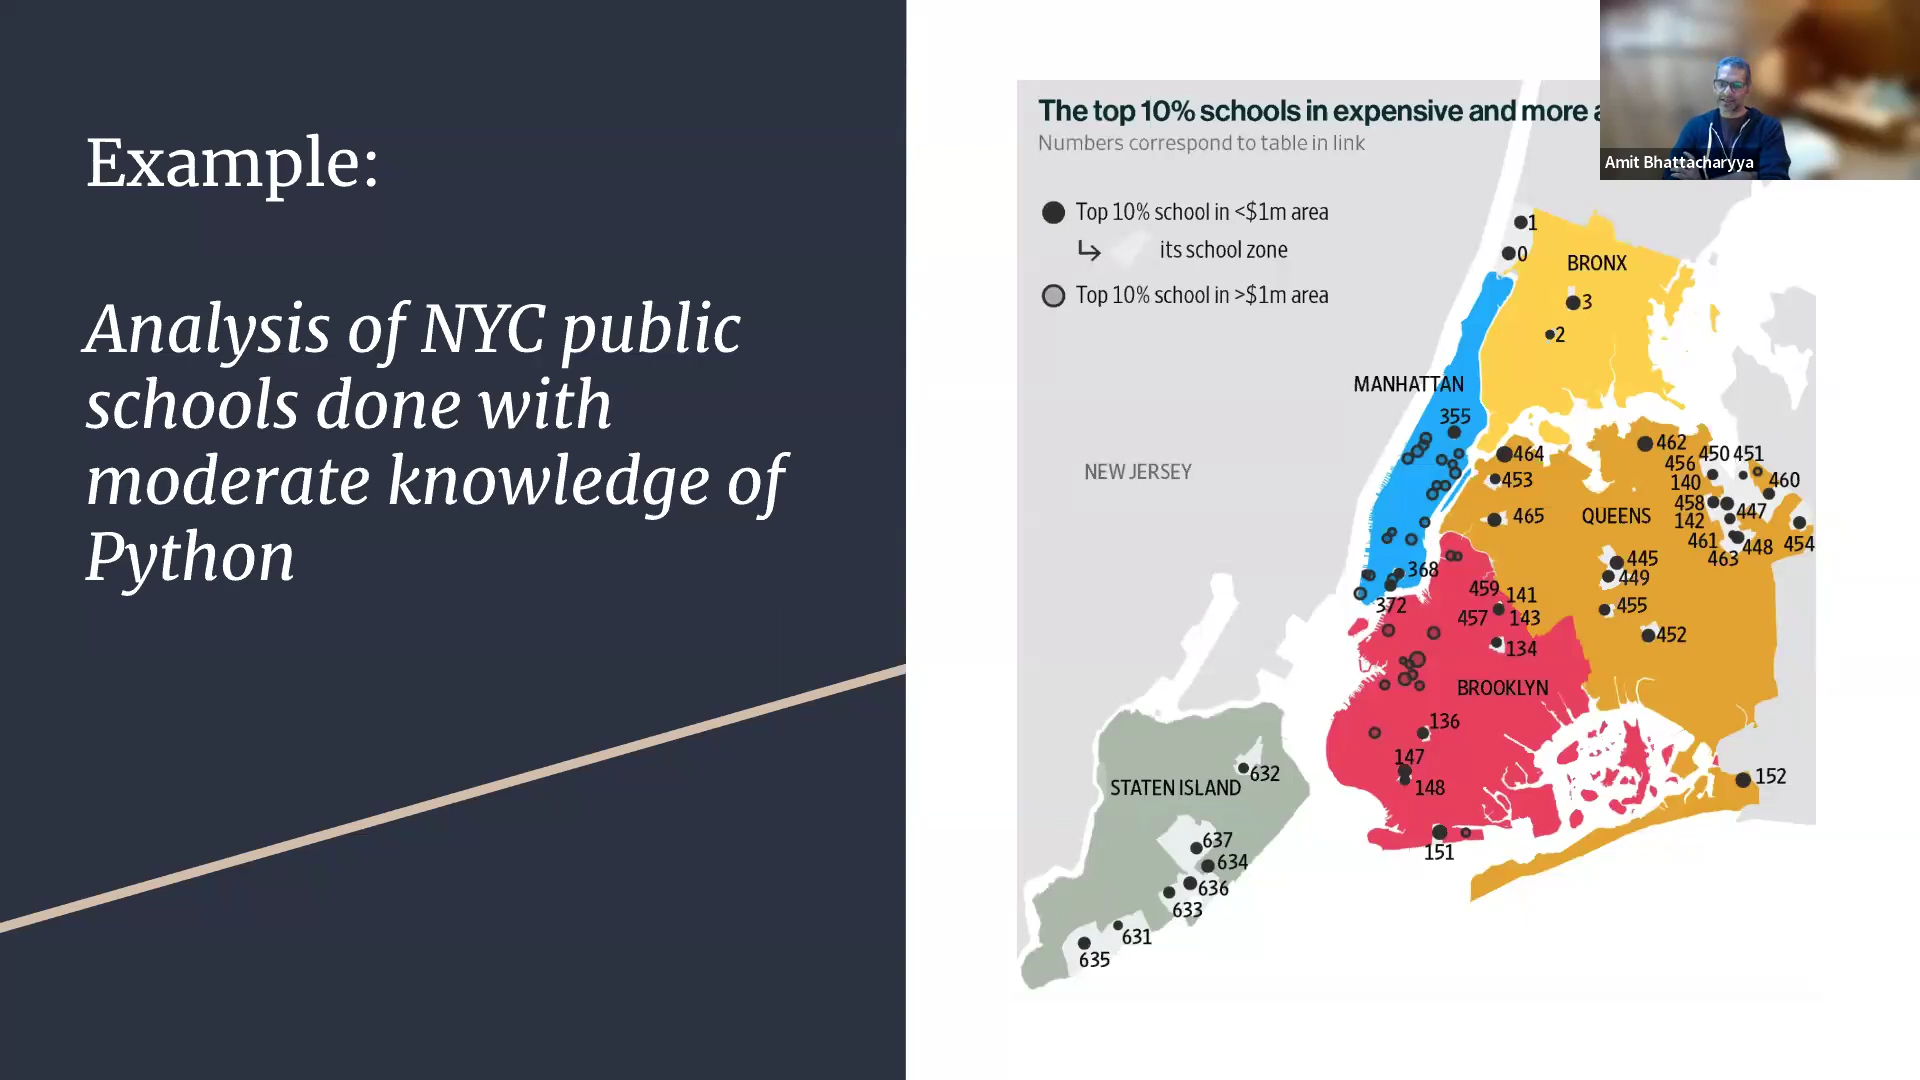 Example:
Analysis of NYC public
schools done with
moderate knowledge of
Python
The top 10% schools in expensive and more
Numbers correspond to table in link
Top 10% school in <$1m area
its school zone
Top 10% school in >$1m area
Amit Bhattacharyya
1
0
BRONX
3
2
MANHATTAN
355
NEW JERSEY
464
453
465
QUEENS
462
456
450
451
140
460
458
447
142
461
448
454
463
445
449
455
452
368
372
459
141
457
143
134
BROOKLYN
136
147
148
151
152
STATEN ISLAND
632
637
634
636
633
631
635